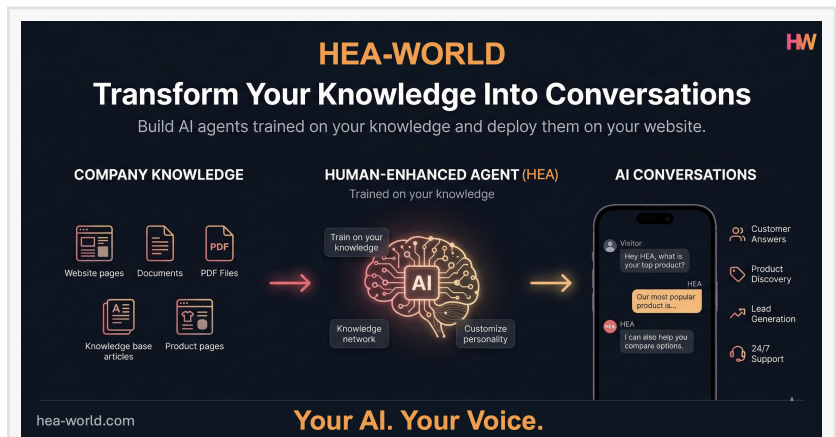 HW
HEA-WORLD
Transform Your Knowledge Into Conversations
Build AI agents trained on your knowledge and deploy them on your website.
COMPANY KNOWLEDGE
Website pages
Documents
PDF
PDF Files
A
Knowledge base
articles
Product pages
HUMAN-ENHANCED AGENT (HEA)
Trained on your knowledge
Train on your
knowledge
AI
Knowledge
network
Customize
personality
AI CONVERSATIONS
Visitor
Hey HEA, what is
your top product?
HEA
Our most popular
product is...
HEA
HEA
I can also help you
compare options.
Customer
Answers
Product
Discovery
Lead
Generation
24/7
Support
hea-world.com
Your AI. Your Voice.